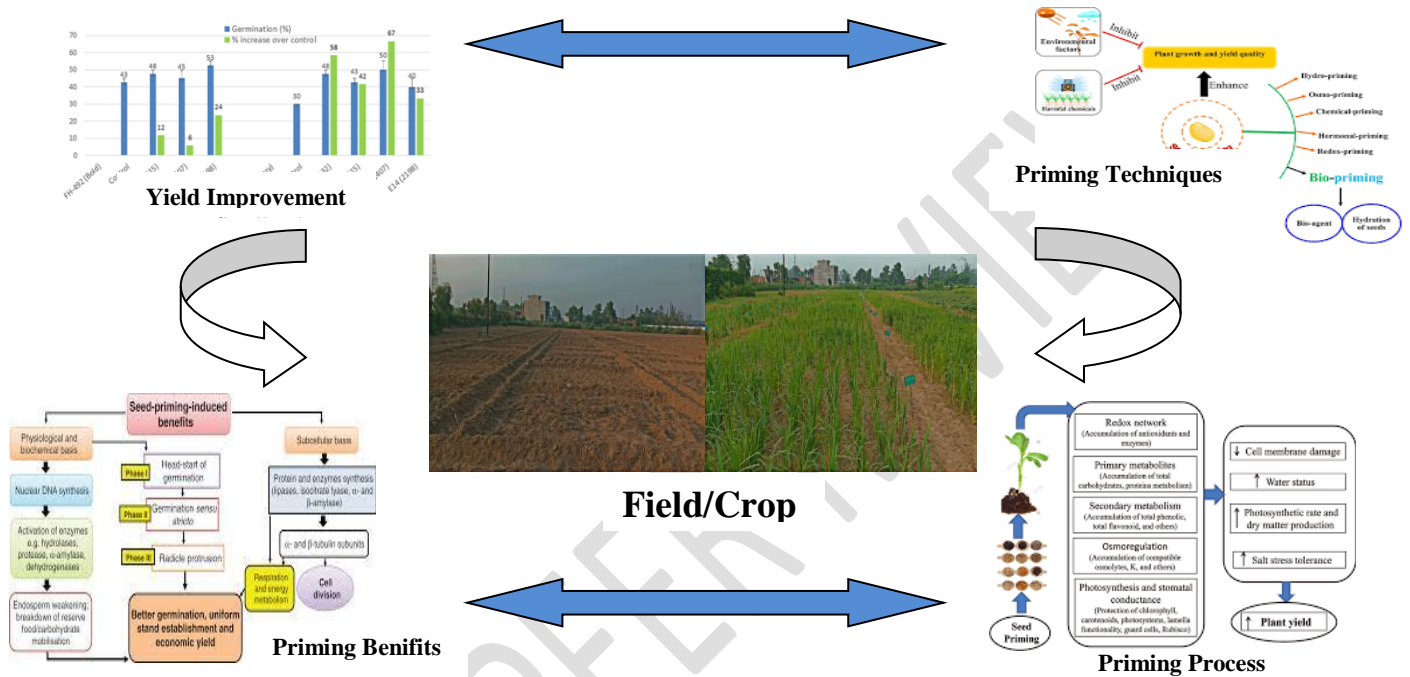 Germination (%)
% increase over control
70
60
50
40
30
20
10
0
43
48
12
45
6
53
24
30
48
58
43
42
50
67
40
33
FH-492 (Bold)
Control
E14 (2198)
Yield Improvement
Environmental
factors
Inhibit
Harmful chemicals
Inhibit
Plant growth and yield quality
Enhance
Hydro-priming
Osmo-priming
Chemical-priming
Hormonal-priming
Redox-priming
Bio-priming
Bio-agent
Hydration
of seeds
Priming Techniques
Field/Crop
Seed-priming-induced
benefits
Physiological and
biochemical basis
Subcellular basis
Phase I
Head-start of
germination
Nuclear DNA synthesis
Protein and enzymes synthesis
(lipases, isocitrate lyase, α- and
β-amylase)
Phase II
Germination sensu
stricto
Activation of enzymes
e.g. hydrolases,
protease, α-amylase,
dehydrogenases
α- and β-tubulin subunits
Phase III
Radicle protrusion
Respiration
and energy
metabolism
Cell
division
Endosperm weakening;
breakdown of reserve
food/carbohydrate
mobilisation
Better germination, uniform
stand establishment and
economic yield
Priming Benifits
Seed
Priming
Redox network
(Accumulation of antioxidants and
enzymes)
Primary metabolites
(Accumulation of total
carbohydrates, proteins metabolism)
Secondary metabolism
(Accumulation of total phenolic,
total flavonoid, and others)
Osmoregulation
(Accumulation of compatible
osmolytes, K, and others)
Photosynthesis and stomatal
conductance
(Protection of chlorophyll,
carotenoids, photosystems, lamella
functionality, guard cells, Rubisco)
↓ Cell membrane damage
↑ Water status
↑ Photosynthetic rate and
dry matter production
↑ Salt stress tolerance
↑ Plant yield
Priming Process